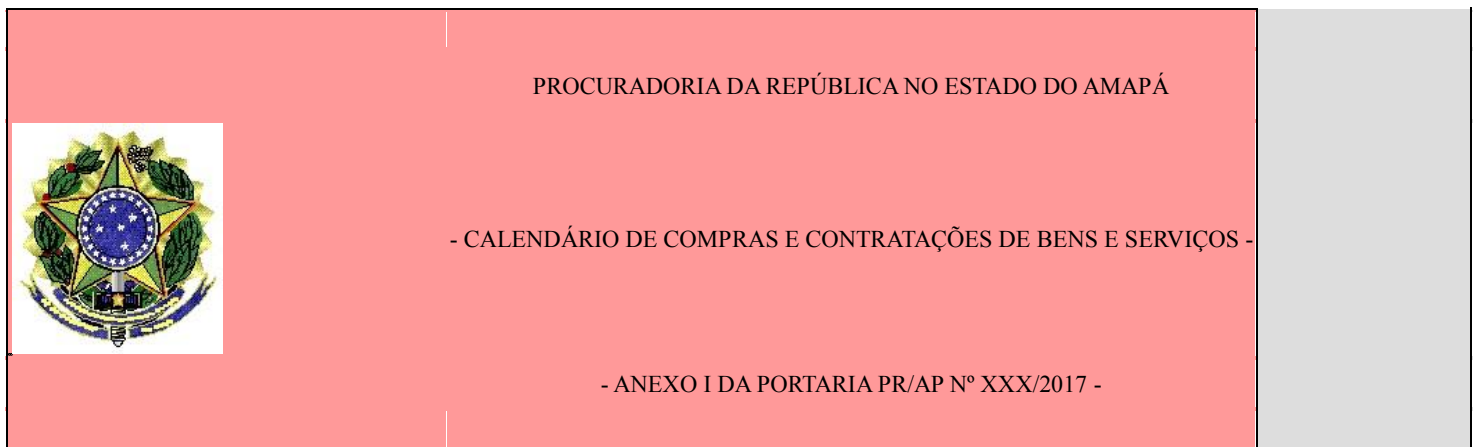 PROCURADORIA DA REPÚBLICA NO ESTADO DO AMAPÁ
- CALENDÁRIO DE COMPRAS E CONTRATAÇÕES DE BENS E SERVIÇOS -
- ANEXO I DA PORTARIA PR/AP Nº XXX/2017 -